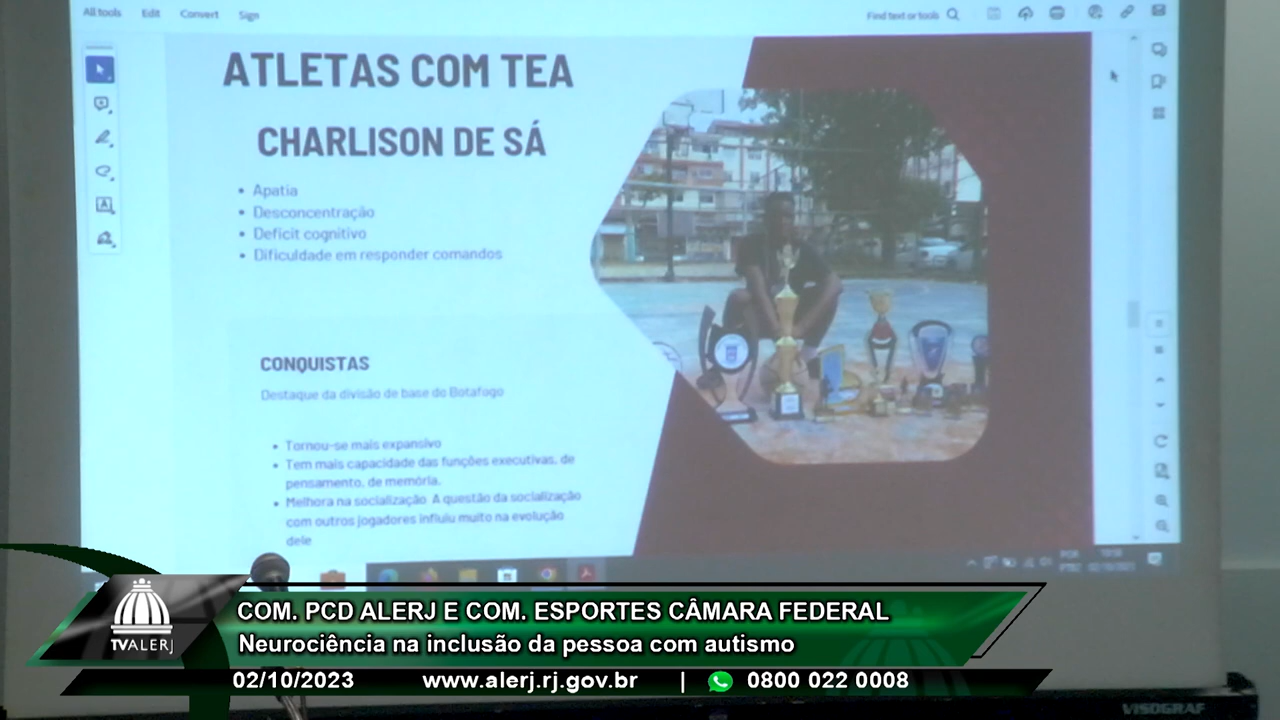 All tools Edit Convert Sign
Find text or tools
ATLETAS COM TEA
CHARLISON DE SÁ
• Apatia
• Desconcentração
• Deficit cognitivo
• Dificuldade em responder comandos
CONQUISTAS
Destaque da divisão de base do Botafogo
• Tornou-se mais expansivo
• Tem mais capacidade das funções executivas, de
pensamento, de memória.
• Melhora na socialização A questão da socialização
com outros jogadores influiu muito na evolução
dele
COM. PCD ALERJ E COM. ESPORTES CÂMARA FEDERAL
Neurociência na inclusão da pessoa com autismo
TVALERJ
02/10/2023 www.alerj.rj.gov.br | 0800 022 0008
VISOGRAF